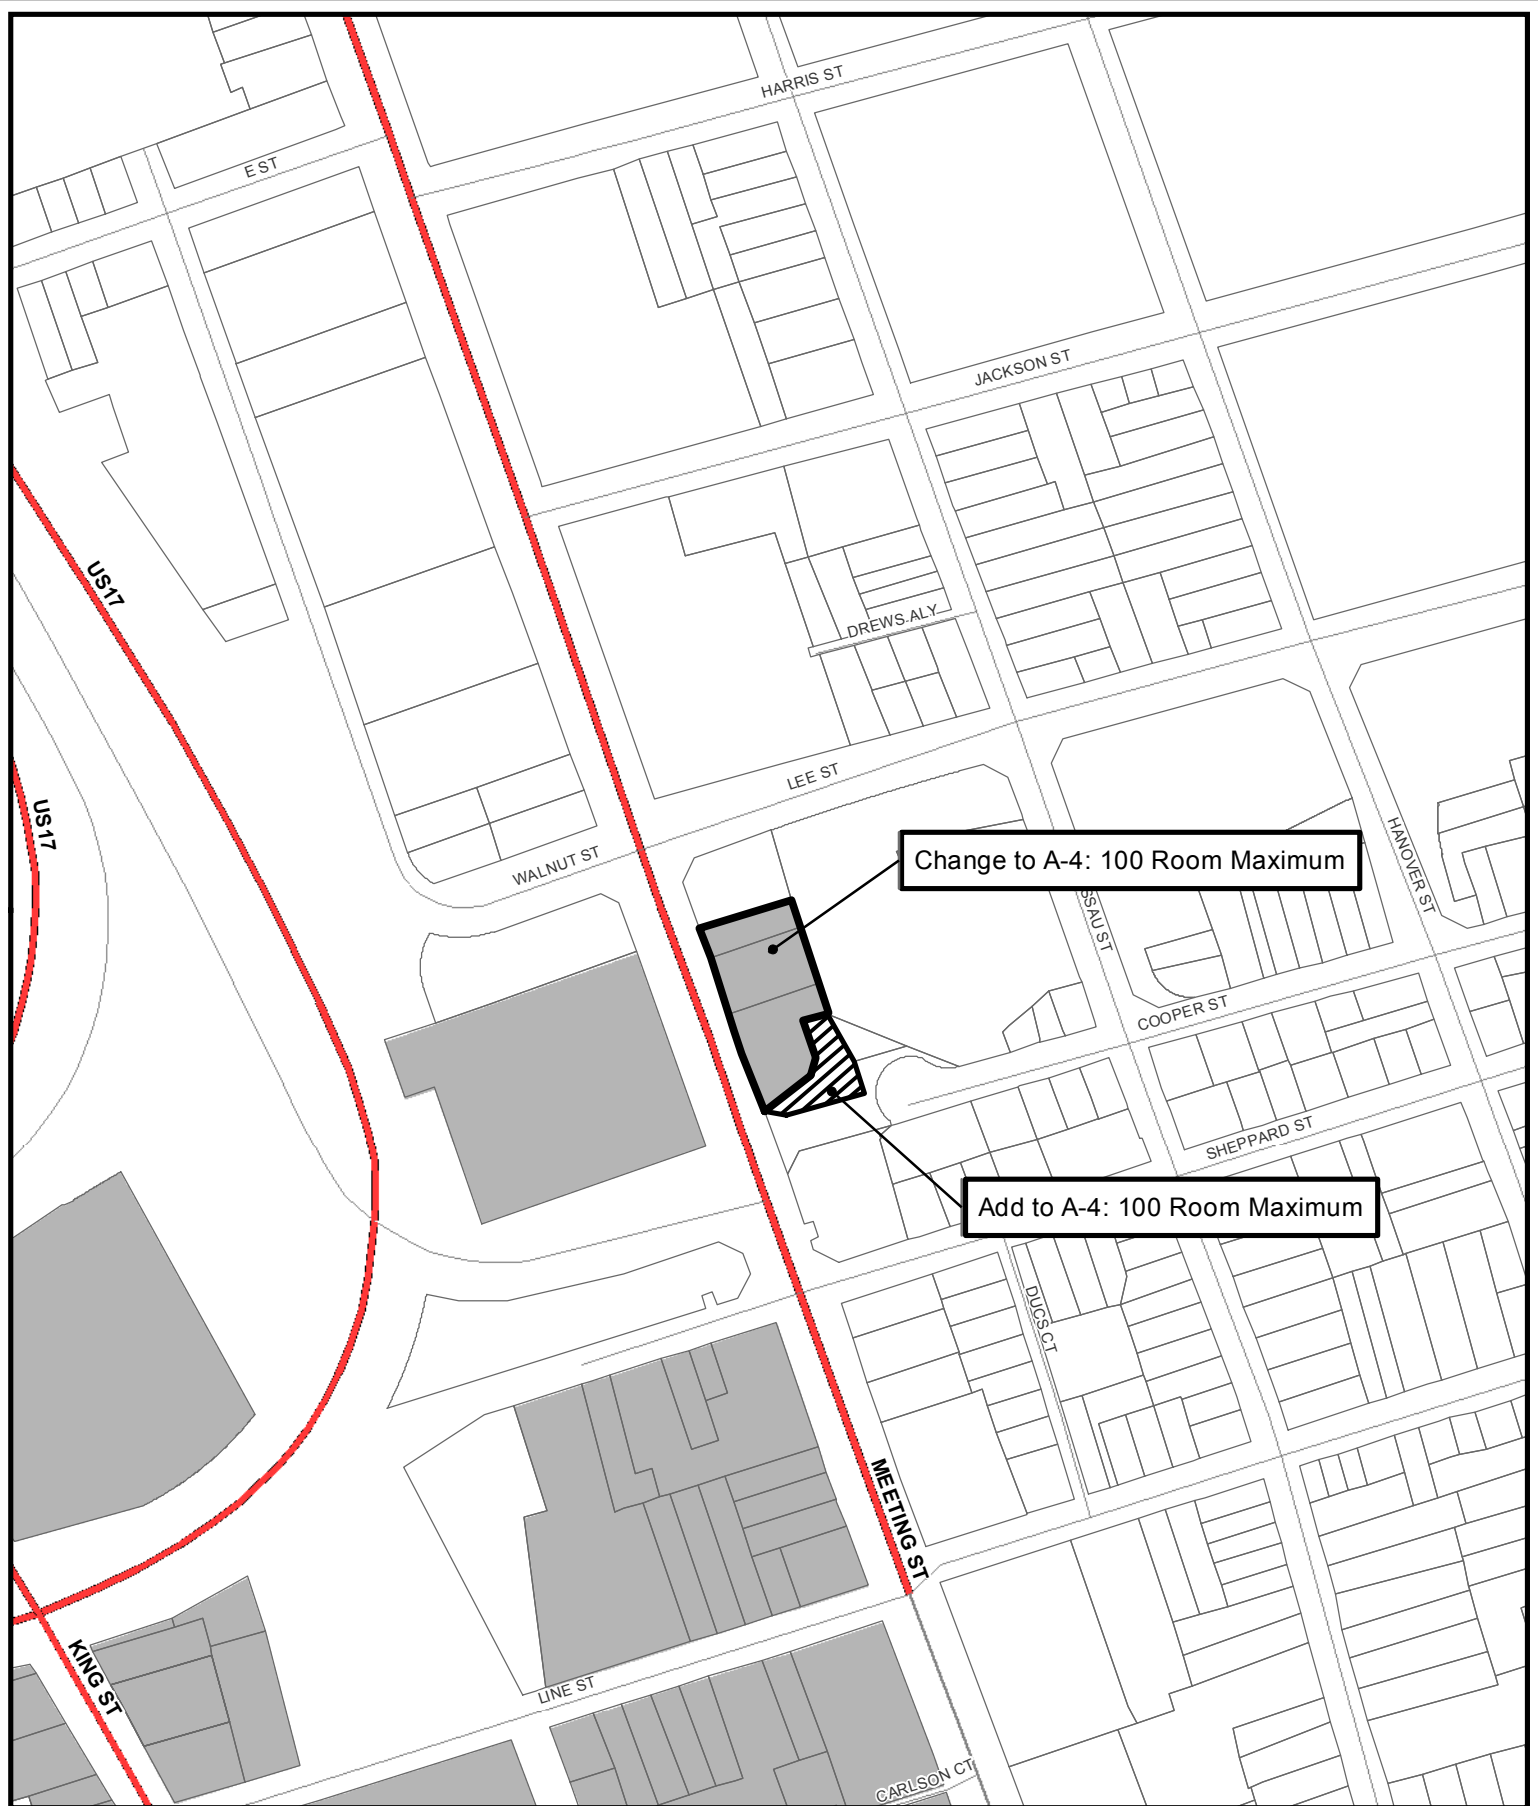 HARRIS ST
E ST
JACKSON ST
US17
DREWS ALY
LEE ST
US17
WALNUT ST
HANOVER ST
Change to A-4: 100 Room Maximum
SSAU ST
COOPER ST
SHEPPARD ST
Add to A-4: 100 Room Maximum
DUCS CT
MEETING ST
KING ST
LINE ST
CARLSON CT